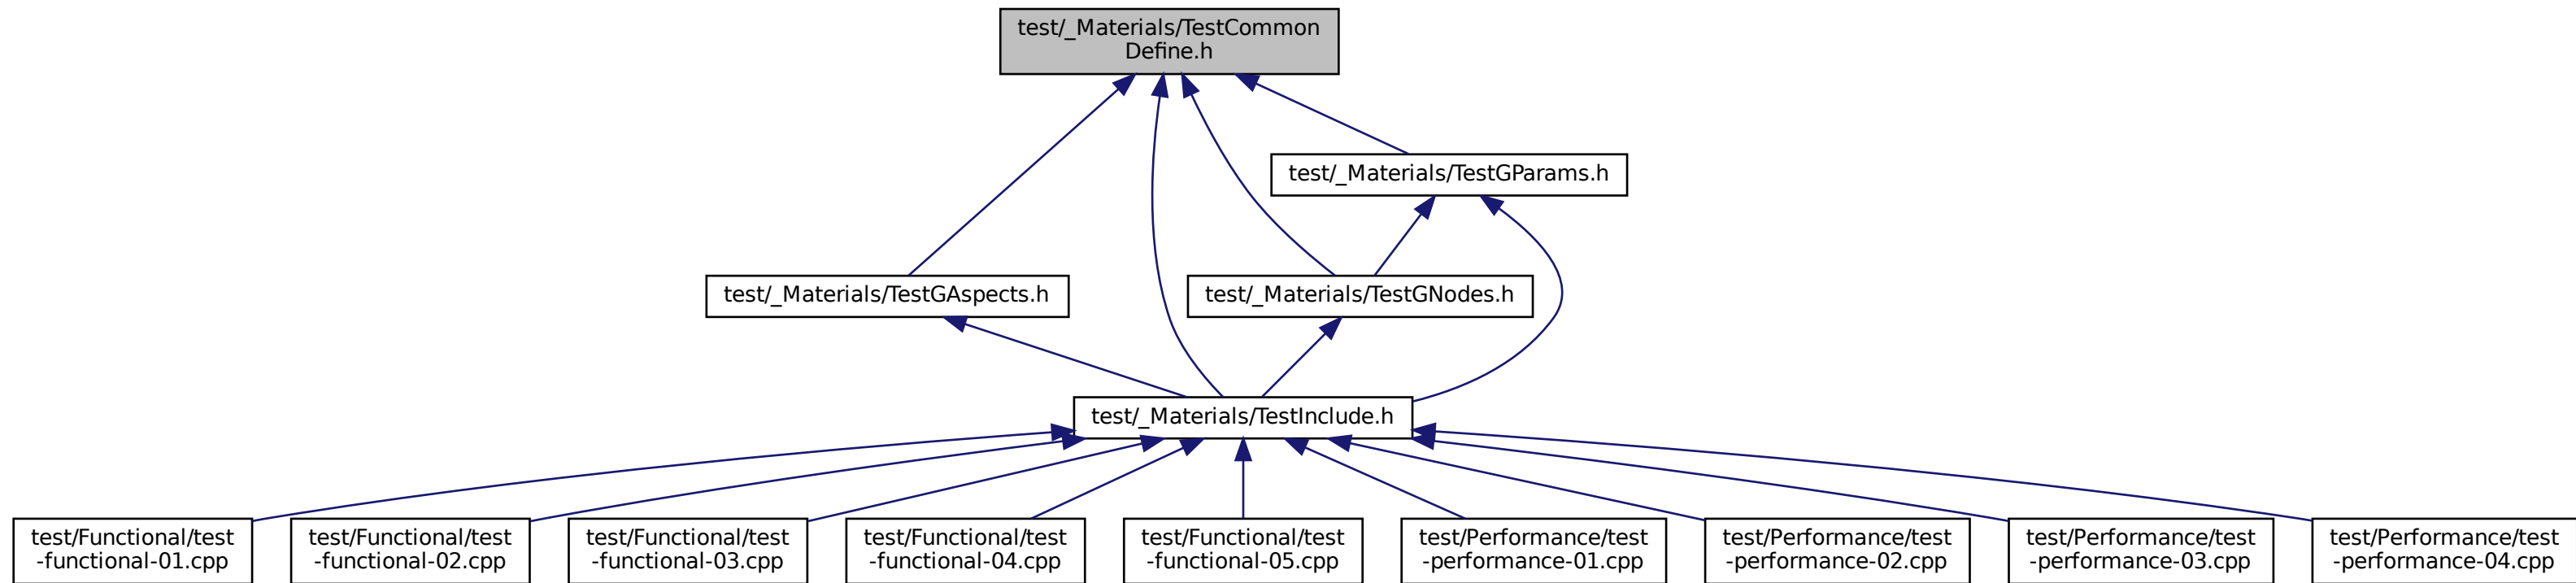 test/_Materials/TestCommon
Define.h
test/_Materials/TestGParams.h
test/_Materials/TestGAspects.h
test/_Materials/TestGNodes.h
test/_Materials/TestInclude.h
test/Functional/test
-functional-01.cpp
test/Functional/test
-functional-02.cpp
test/Functional/test
-functional-03.cpp
test/Functional/test
-functional-04.cpp
test/Functional/test
-functional-05.cpp
test/Performance/test
-performance-01.cpp
test/Performance/test
-performance-02.cpp
test/Performance/test
-performance-03.cpp
test/Performance/test
-performance-04.cpp